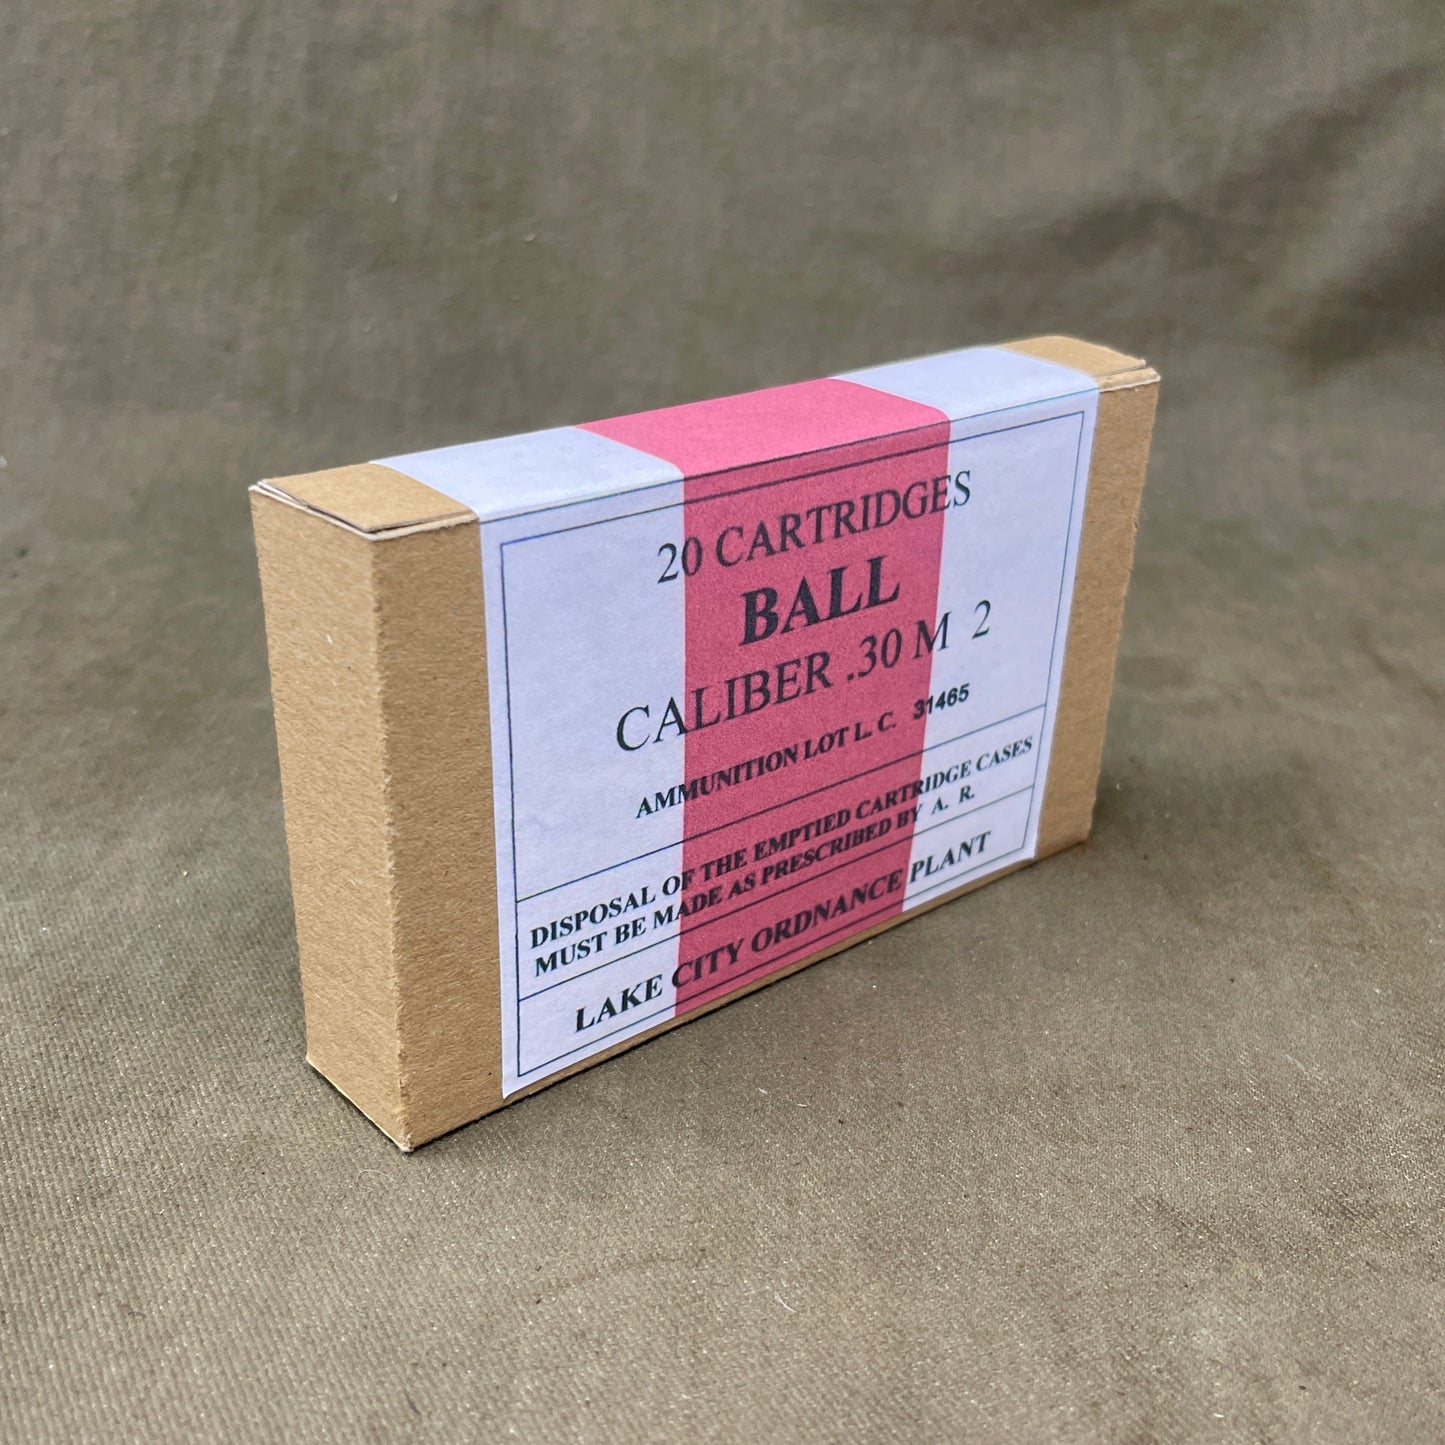 20 CARTRIDGES
BALL
CALIBER .30 M 2
AMMUNITION LOT L. C. 31465
DISPOSAL OF THE EMPTIED CARTRIDGE CASES
MUST BE MADE AS PRESCRIBED BY A. R.
LAKE CITY ORDNANCE PLANT